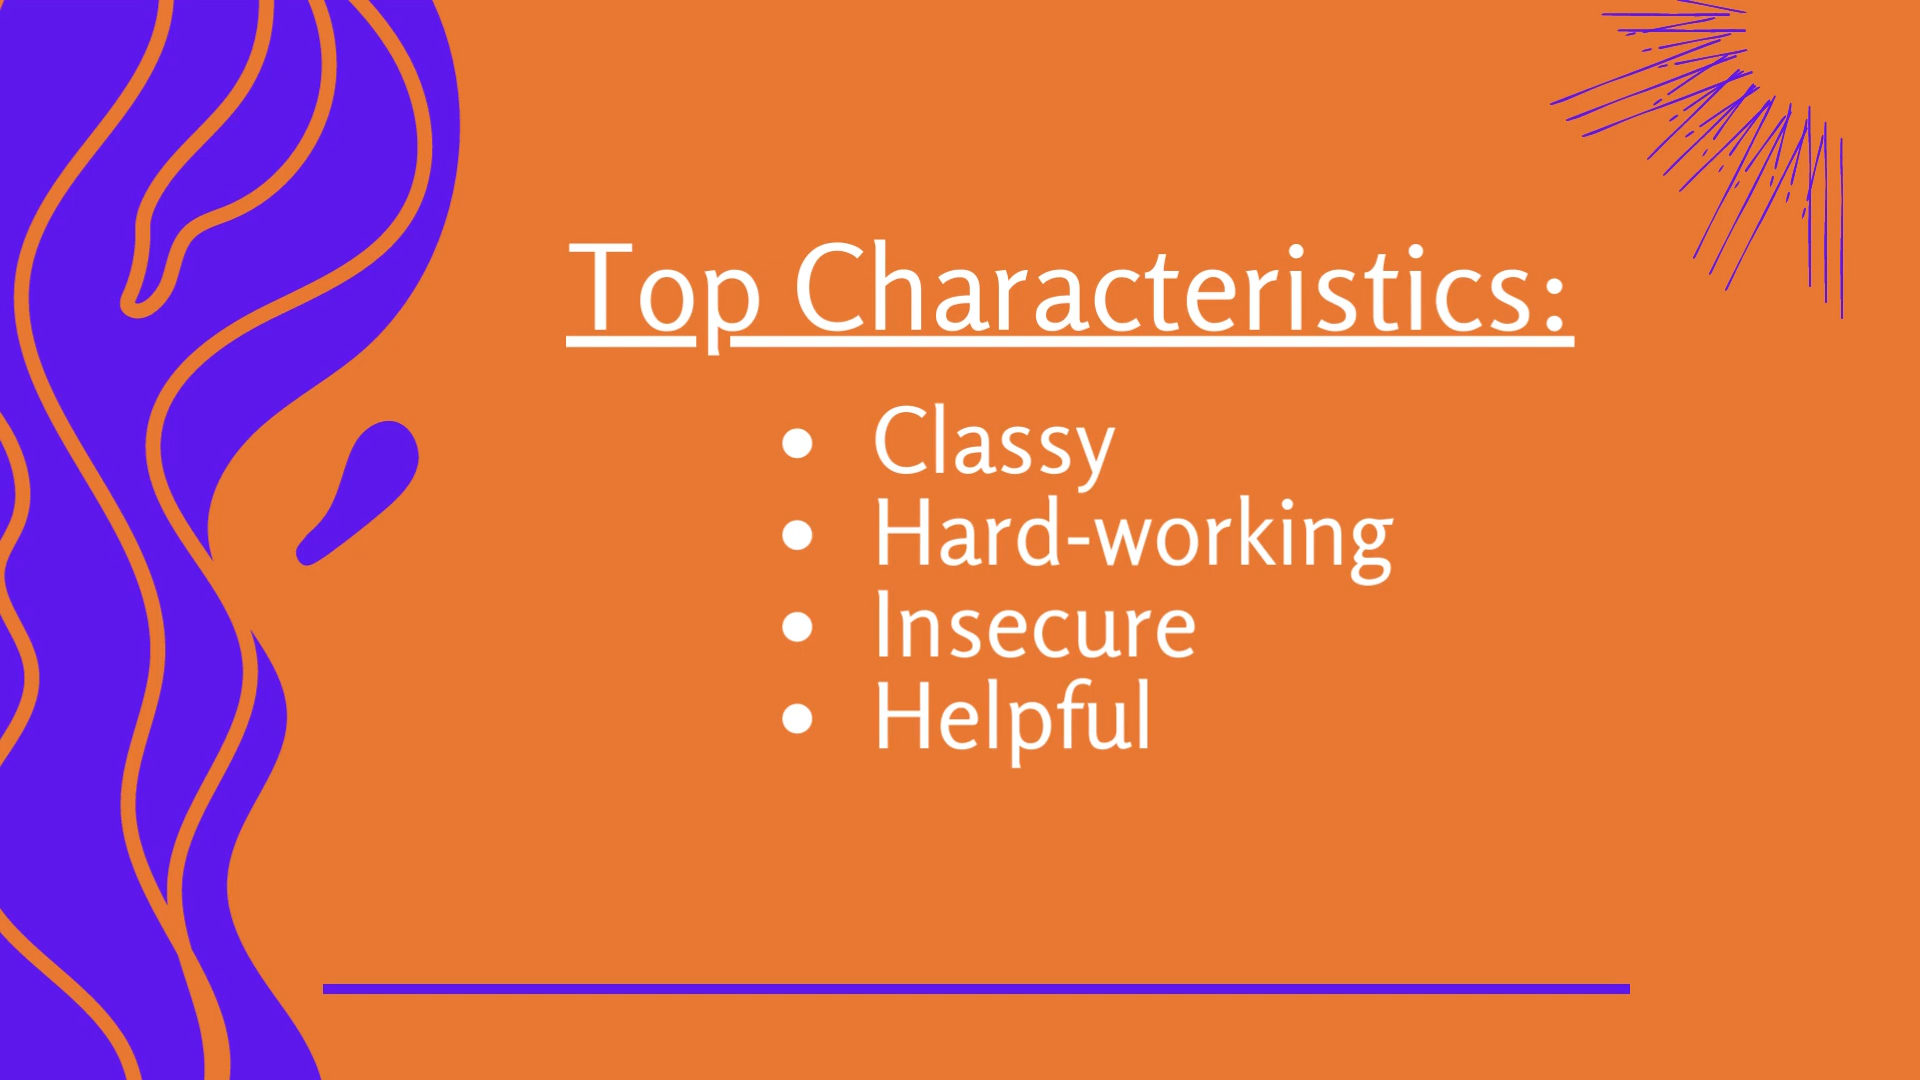 Top Characteristics:
• Classy
• Hard-working
• Insecure
• Helpful